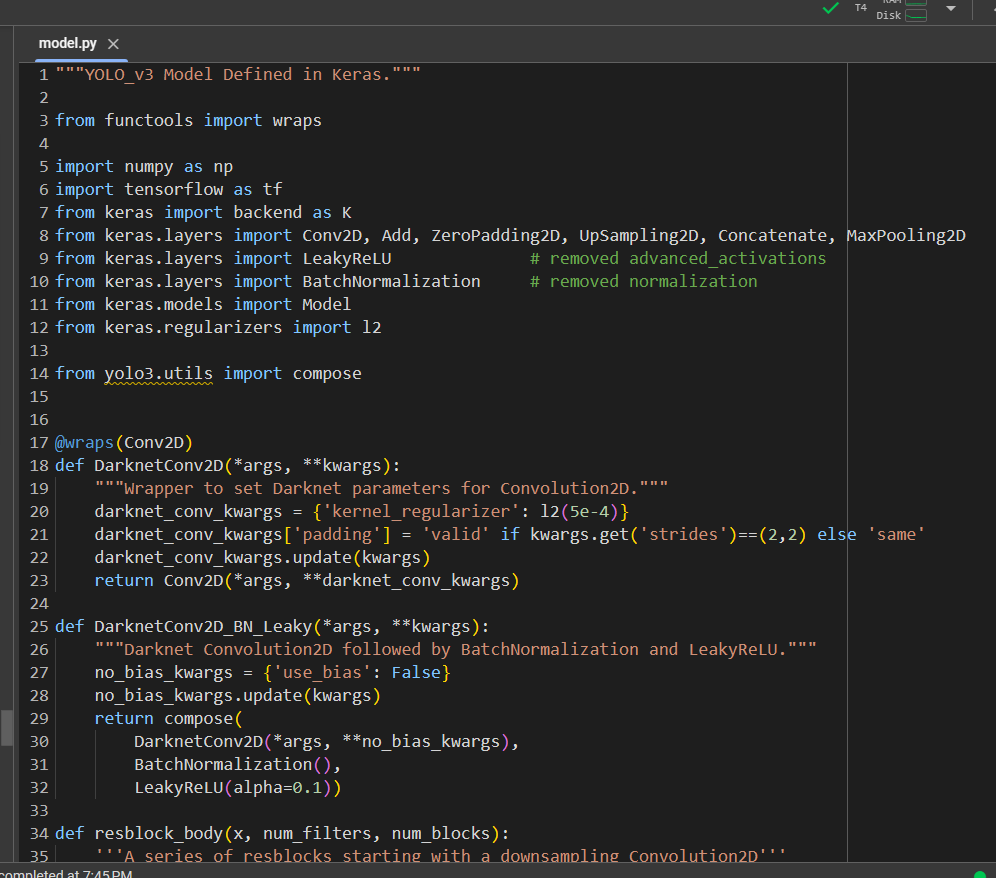 T4
RAM
Disk
model.py
1 """YOLO_v3 Model Defined in Keras."""
2
3 from functools import wraps
4
5 import numpy as np
6 import tensorflow as tf
7 from keras import backend as K
8 from keras.layers import Conv2D, Add, ZeroPadding2D, UpSampling2D, Concatenate, MaxPooling2D
9 from keras.layers import LeakyReLU              # removed advanced_activations
10 from keras.layers import BatchNormalization     # removed normalization
11 from keras.models import Model
12 from keras.regularizers import l2
13
14 from yolo3.utils import compose
15
16
17 @wraps(Conv2D)
18 def DarknetConv2D(*args, **kwargs):
19     """Wrapper to set Darknet parameters for Convolution2D."""
20     darknet_conv_kwargs = {'kernel_regularizer': l2(5e-4)}
21     darknet_conv_kwargs['padding'] = 'valid' if kwargs.get('strides')==(2,2) else 'same'
22     darknet_conv_kwargs.update(kwargs)
23     return Conv2D(*args, **darknet_conv_kwargs)
24
25 def DarknetConv2D_BN_Leaky(*args, **kwargs):
26     """Darknet Convolution2D followed by BatchNormalization and LeakyReLU."""
27     no_bias_kwargs = {'use_bias': False}
28     no_bias_kwargs.update(kwargs)
29     return compose(
30         DarknetConv2D(*args, **no_bias_kwargs),
31         BatchNormalization(),
32         LeakyReLU(alpha=0.1))
33
34 def resblock_body(x, num_filters, num_blocks):
35     '''A series of resblocks starting with a downsampling Convolution2D'''
completed at 7:45 PM